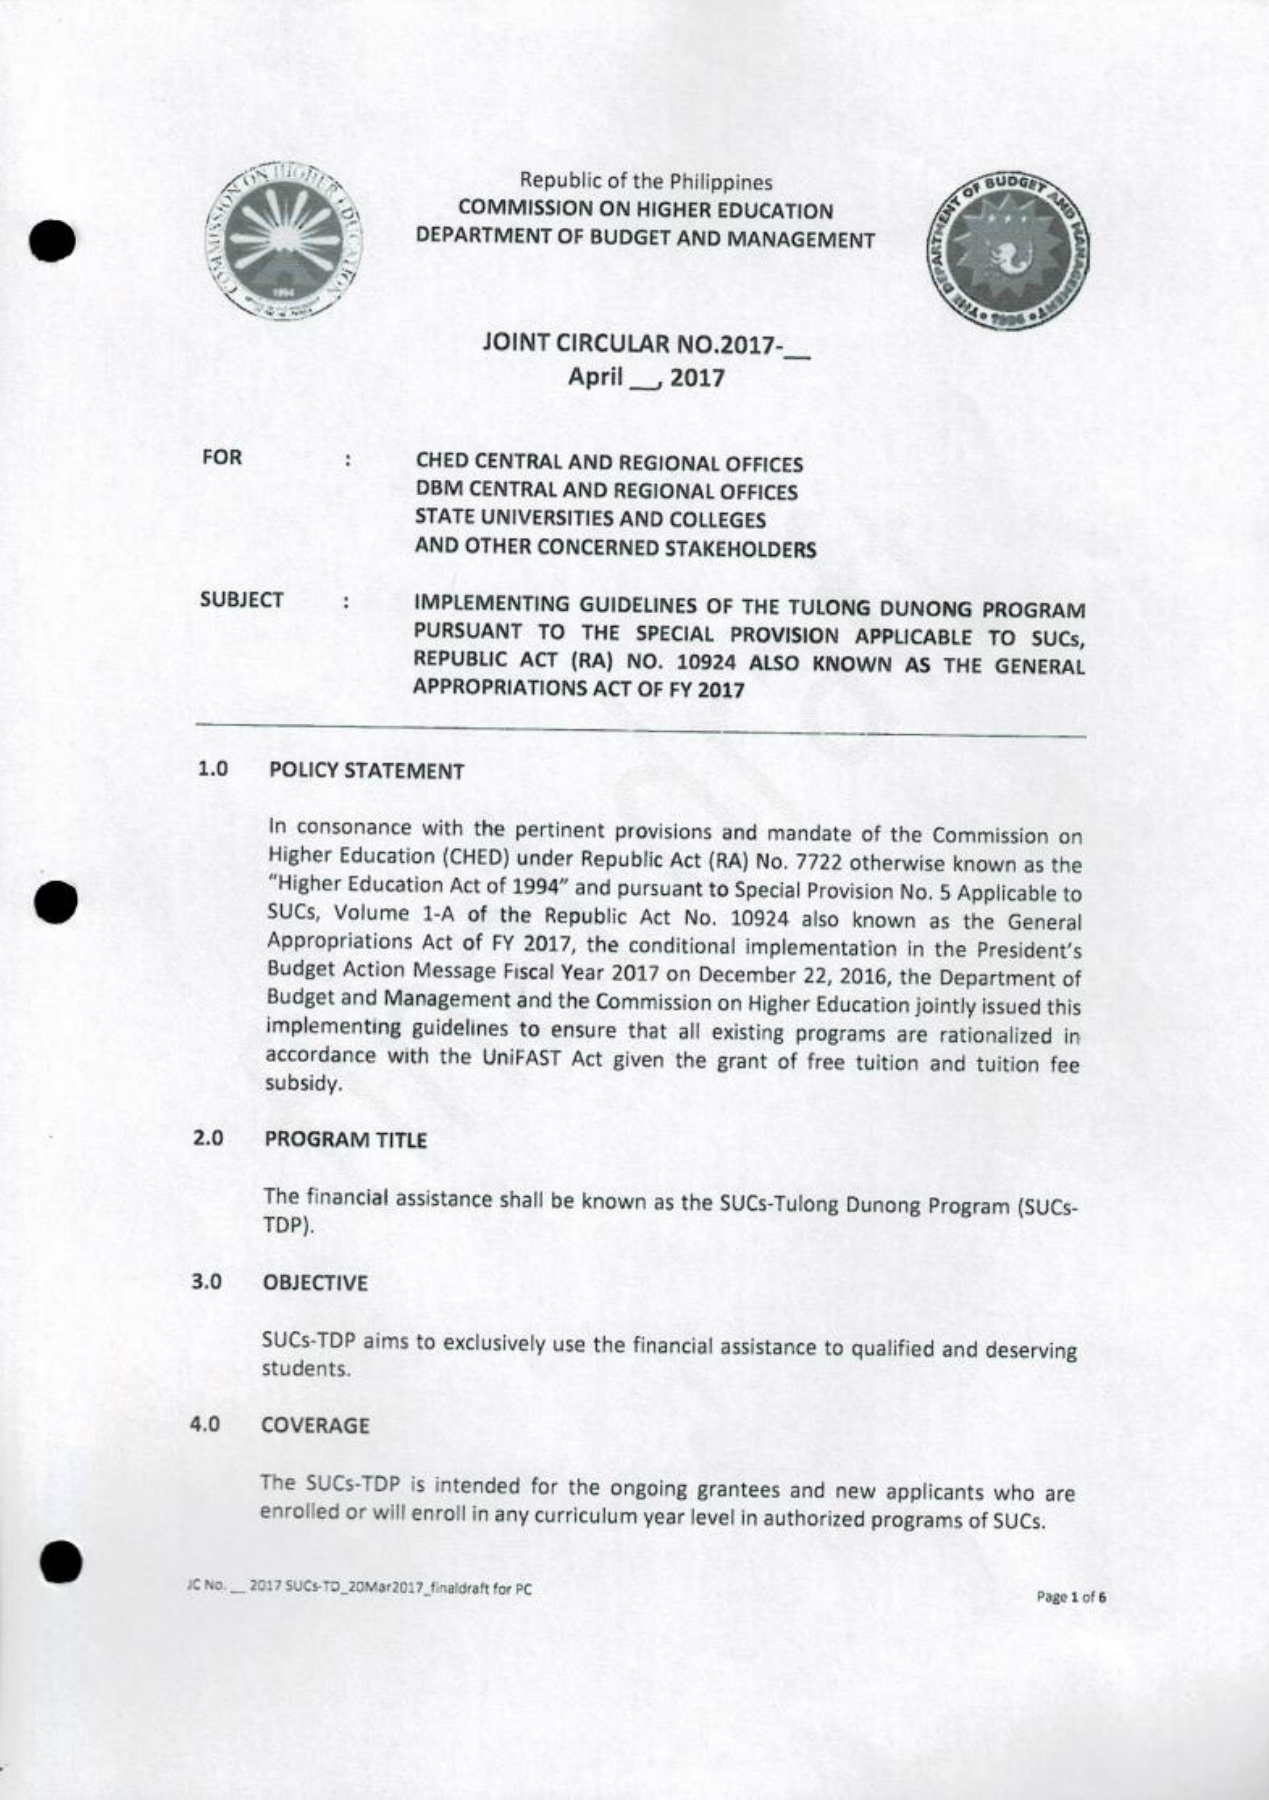 COMMISSION ON HIGHER EDUCATION
1994
Republic of the Philippines
COMMISSION ON HIGHER EDUCATION
DEPARTMENT OF BUDGET AND MANAGEMENT
THE DEPARTMENT OF BUDGET AND MANAGEMENT
JOINT CIRCULAR NO.2017-__
April __, 2017
FOR : CHED CENTRAL AND REGIONAL OFFICES
DBM CENTRAL AND REGIONAL OFFICES
STATE UNIVERSITIES AND COLLEGES
AND OTHER CONCERNED STAKEHOLDERS
SUBJECT : IMPLEMENTING GUIDELINES OF THE TULONG DUNONG PROGRAM
PURSUANT TO THE SPECIAL PROVISION APPLICABLE TO SUCs,
REPUBLIC ACT (RA) NO. 10924 ALSO KNOWN AS THE GENERAL
APPROPRIATIONS ACT OF FY 2017
1.0 POLICY STATEMENT
In consonance with the pertinent provisions and mandate of the Commission on
Higher Education (CHED) under Republic Act (RA) No. 7722 otherwise known as the
"Higher Education Act of 1994" and pursuant to Special Provision No. 5 Applicable to
SUCs, Volume 1-A of the Republic Act No. 10924 also known as the General
Appropriations Act of FY 2017, the conditional implementation in the President's
Budget Action Message Fiscal Year 2017 on December 22, 2016, the Department of
Budget and Management and the Commission on Higher Education jointly issued this
implementing guidelines to ensure that all existing programs are rationalized in
accordance with the UniFAST Act given the grant of free tuition and tuition fee
subsidy.
2.0 PROGRAM TITLE
The financial assistance shall be known as the SUCs-Tulong Dunong Program (SUCs-
TDP).
3.0 OBJECTIVE
SUCs-TDP aims to exclusively use the financial assistance to qualified and deserving
students.
4.0 COVERAGE
The SUCs-TDP is intended for the ongoing grantees and new applicants who are
enrolled or will enroll in any curriculum year level in authorized programs of SUCs.
JC No. __ 2017 SUCs-TD_20Mar2017_finaldraft for PC
Page 1 of 6